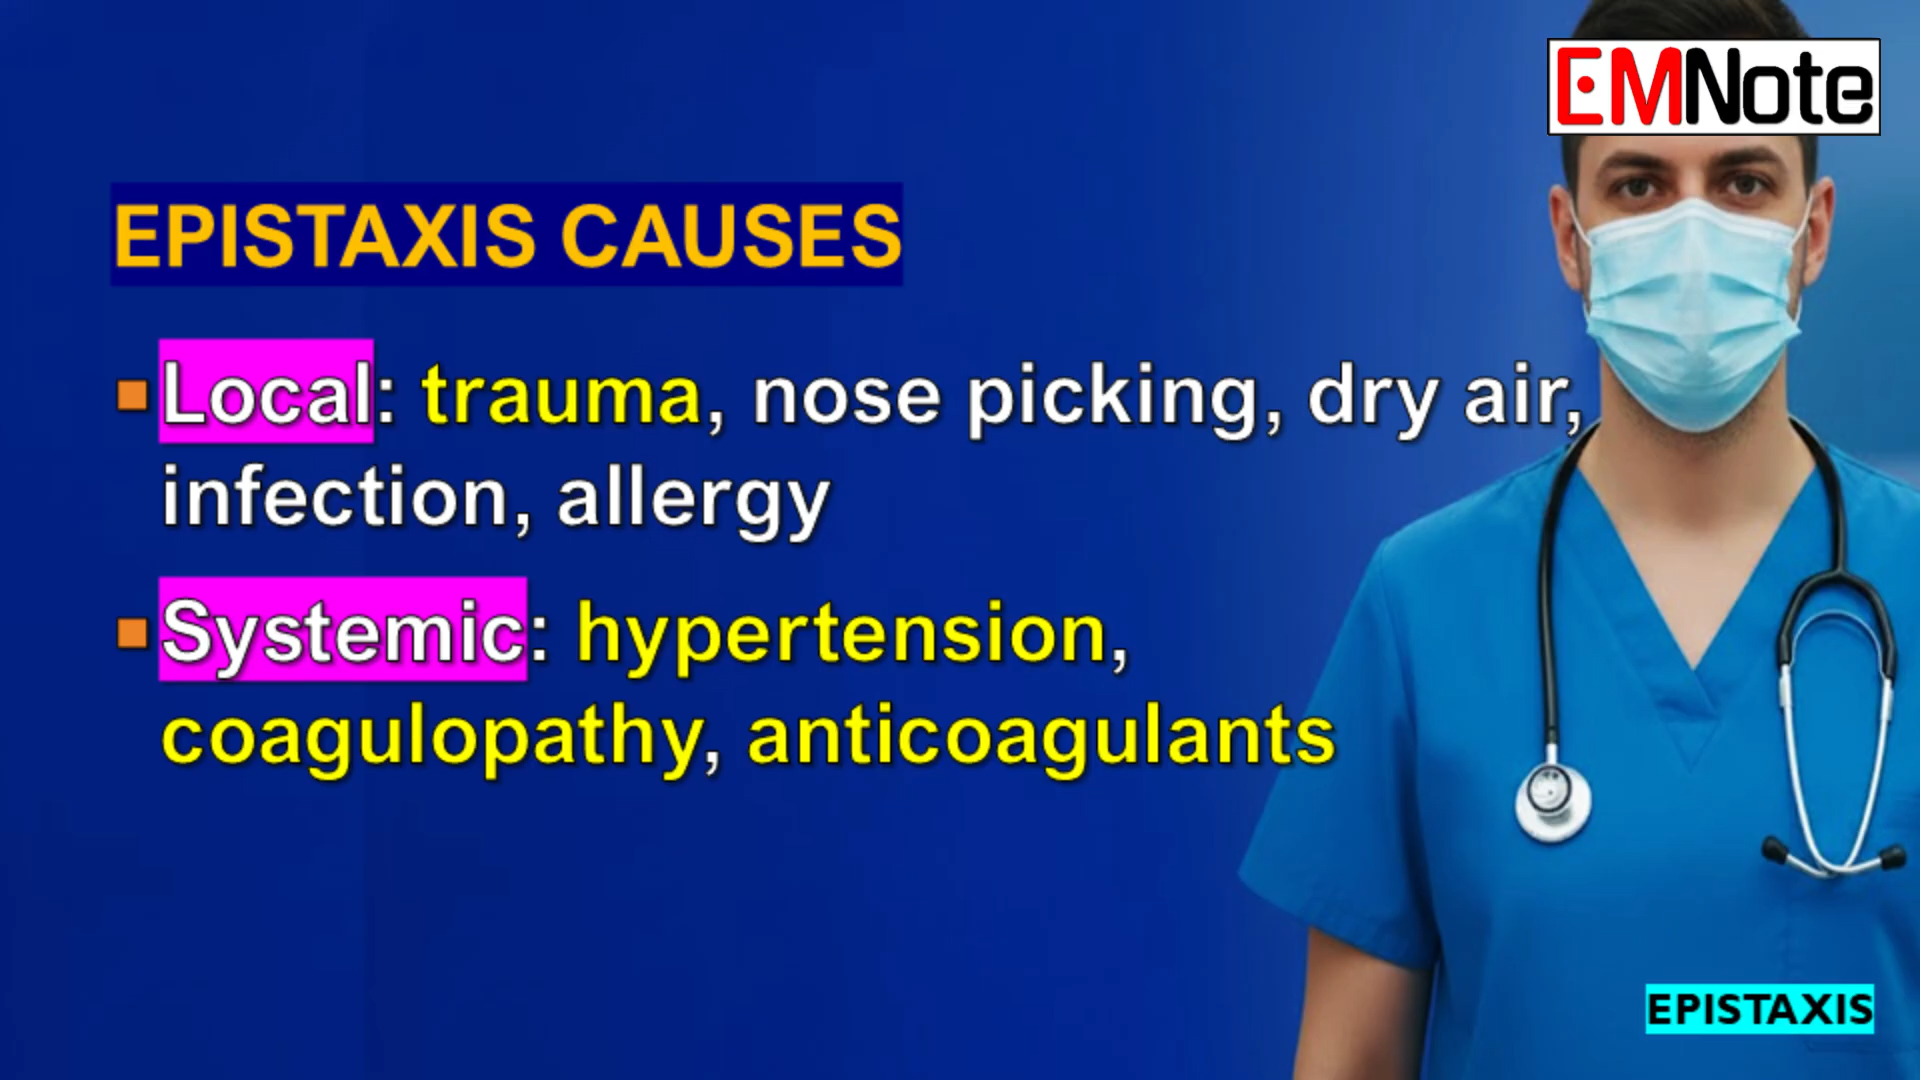 EMNote
EPISTAXIS CAUSES
Local: trauma, nose picking, dry air,
infection, allergy
Systemic: hypertension,
coagulopathy, anticoagulants
EPISTAXIS